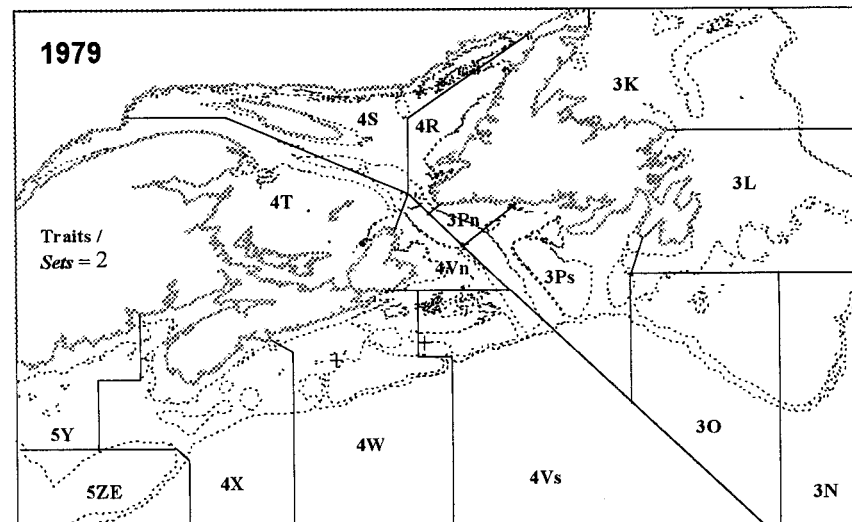 1979
3K
4S
4R
3L
4T
3Pn
Traits /
Sets = 2
4Vn
3Ps
3O
5Y
4W
4Vs
5ZE
4X
3N